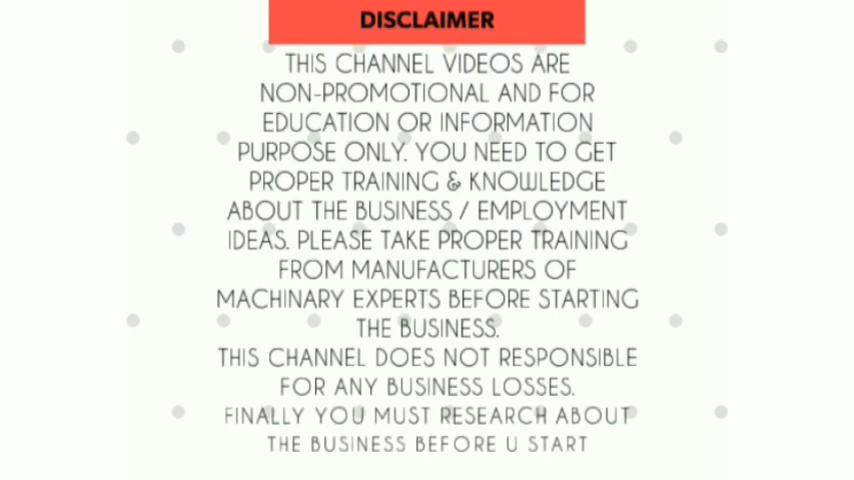 DISCLAIMER
THIS CHANNEL VIDEOS ARE
NON-PROMOTIONAL AND FOR
EDUCATION OR INFORMATION
PURPOSE ONLY. YOU NEED TO GET
PROPER TRAINING & KNOWLEDGE
ABOUT THE BUSINESS / EMPLOYMENT
IDEAS. PLEASE TAKE PROPER TRAINING
FROM MANUFACTURERS OF
MACHINARY EXPERTS BEFORE STARTING
THE BUSINESS.
THIS CHANNEL DOES NOT RESPONSIBLE
FOR ANY BUSINESS LOSSES.
FINALLY YOU MUST RESEARCH ABOUT
THE BUSINESS BEFORE U START